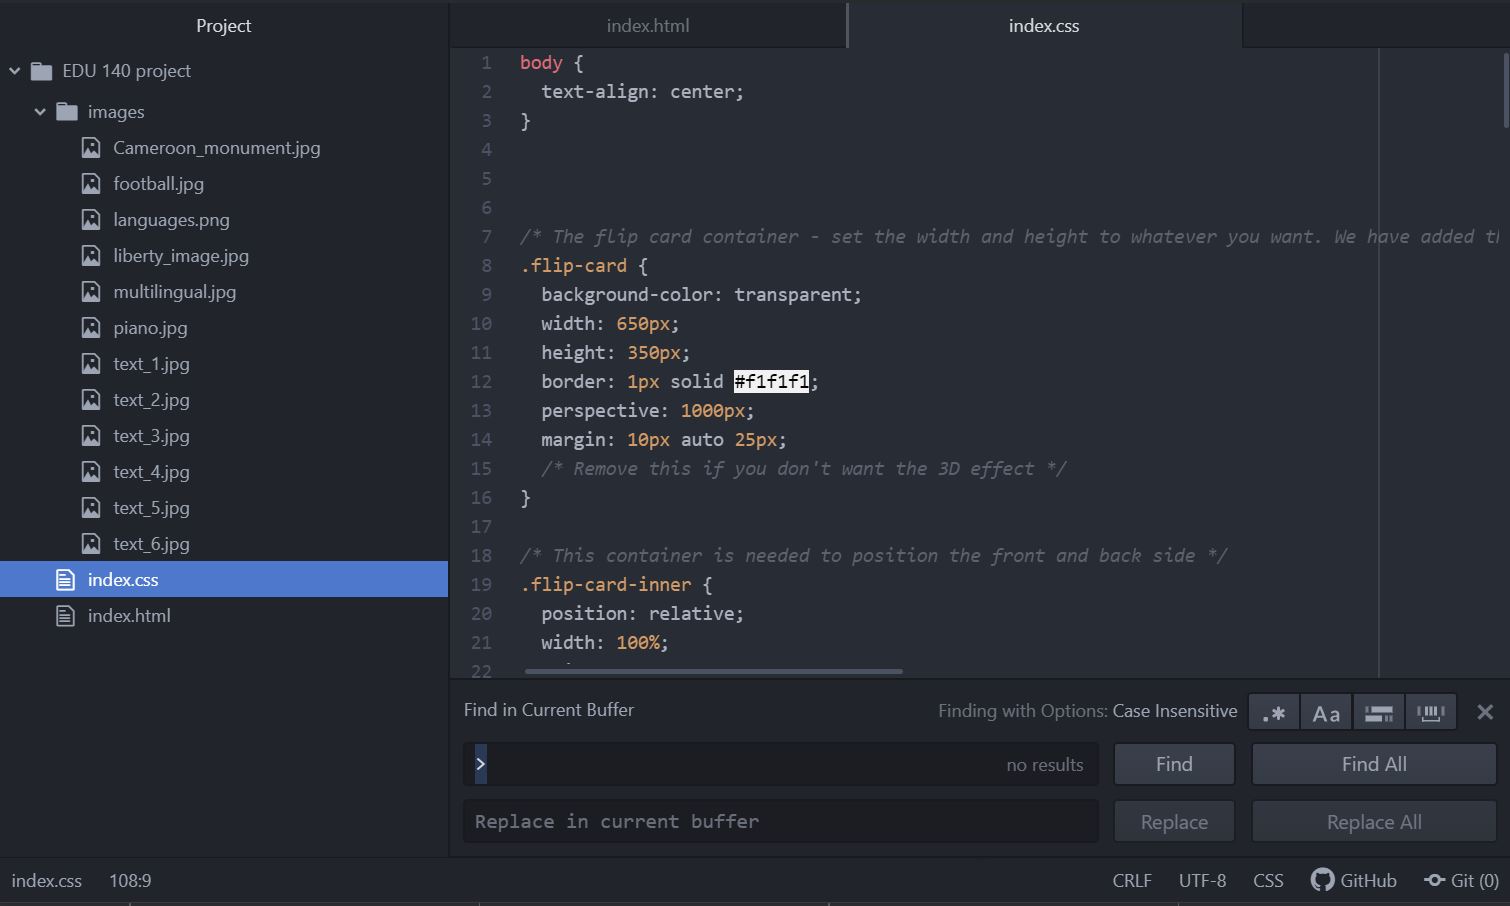 Project
EDU 140 project
images
Cameroon_monument.jpg
football.jpg
languages.png
liberty_image.jpg
multilingual.jpg
piano.jpg
text_1.jpg
text_2.jpg
text_3.jpg
text_4.jpg
text_5.jpg
text_6.jpg
index.css
index.html
index.html
index.css
1 body {
2 text-align: center;
3 }
4
5
6
7 /* The flip card container - set the width and height to whatever you want. We have added th
8 .flip-card {
9 background-color: transparent;
10 width: 650px;
11 height: 350px;
12 border: 1px solid #f1f1f1;
13 perspective: 1000px;
14 margin: 10px auto 25px;
15 /* Remove this if you don't want the 3D effect */
16 }
17
18 /* This container is needed to position the front and back side */
19 .flip-card-inner {
20 position: relative;
21 width: 100%;
22
Find in Current Buffer
Finding with Options: Case Insensitive
.* Aa
> no results
Find
Find All
Replace in current buffer
Replace
Replace All
index.css 108:9
CRLF UTF-8 CSS GitHub Git (0)